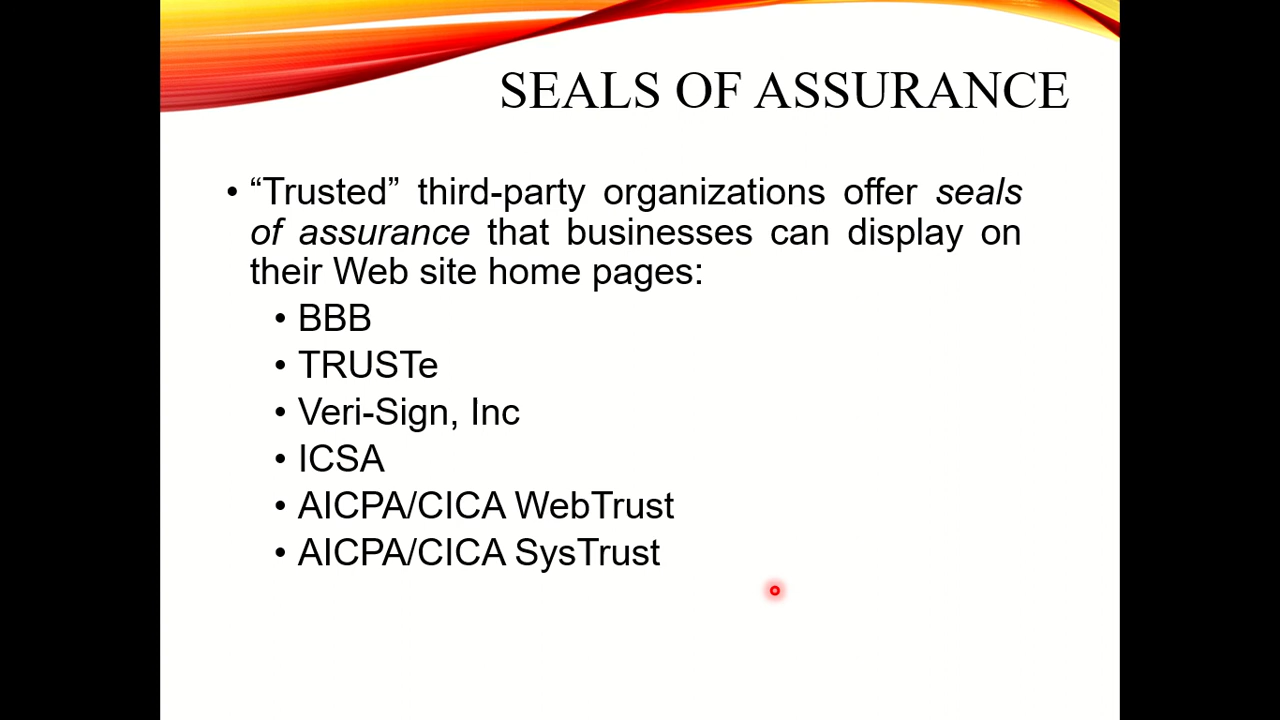 SEALS OF ASSURANCE
• “Trusted” third-party organizations offer seals
of assurance that businesses can display on
their Web site home pages:
• BBB
• TRUSTe
• Veri-Sign, Inc
• ICSA
• AICPA/CICA WebTrust
• AICPA/CICA SysTrust